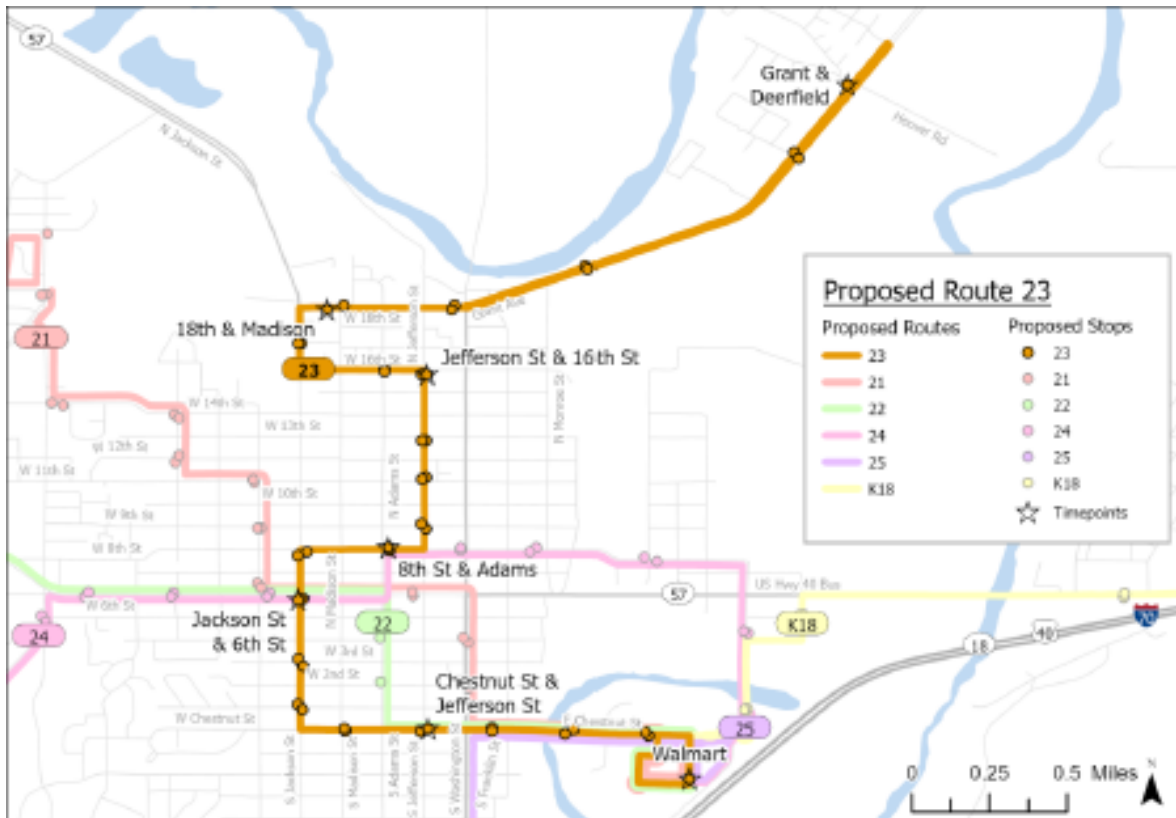 57
N Jackson St
Grant &
Deerfield
Hoover Rd
Grant Ave
W 18th St
N Jefferson St
18th & Madison
W 16th St
Jefferson St & 16th St
23
21
W 14th St
W 13th St
N Monroe St
W 12th St
W 11th St
W 10th St
N Adams St
W 9th St
W 8th St
8th St & Adams
N Madison St
US Hwy 40 Bus
57
W 6th St
Jackson St
& 6th St
22
24
K18
18
40
70
W 3rd St
W 2nd St
Chestnut St &
Jefferson St
W Chestnut St
E Chestnut St
25
Walmart
S Jackson St
S Madison St
S Adams St
S Jefferson St
S Washington St
S Franklin St
Proposed Route 23
Proposed Routes
23
21
22
24
25
K18
Proposed Stops
23
21
22
24
25
K18
Timepoints
0 0.25 0.5 Miles
N